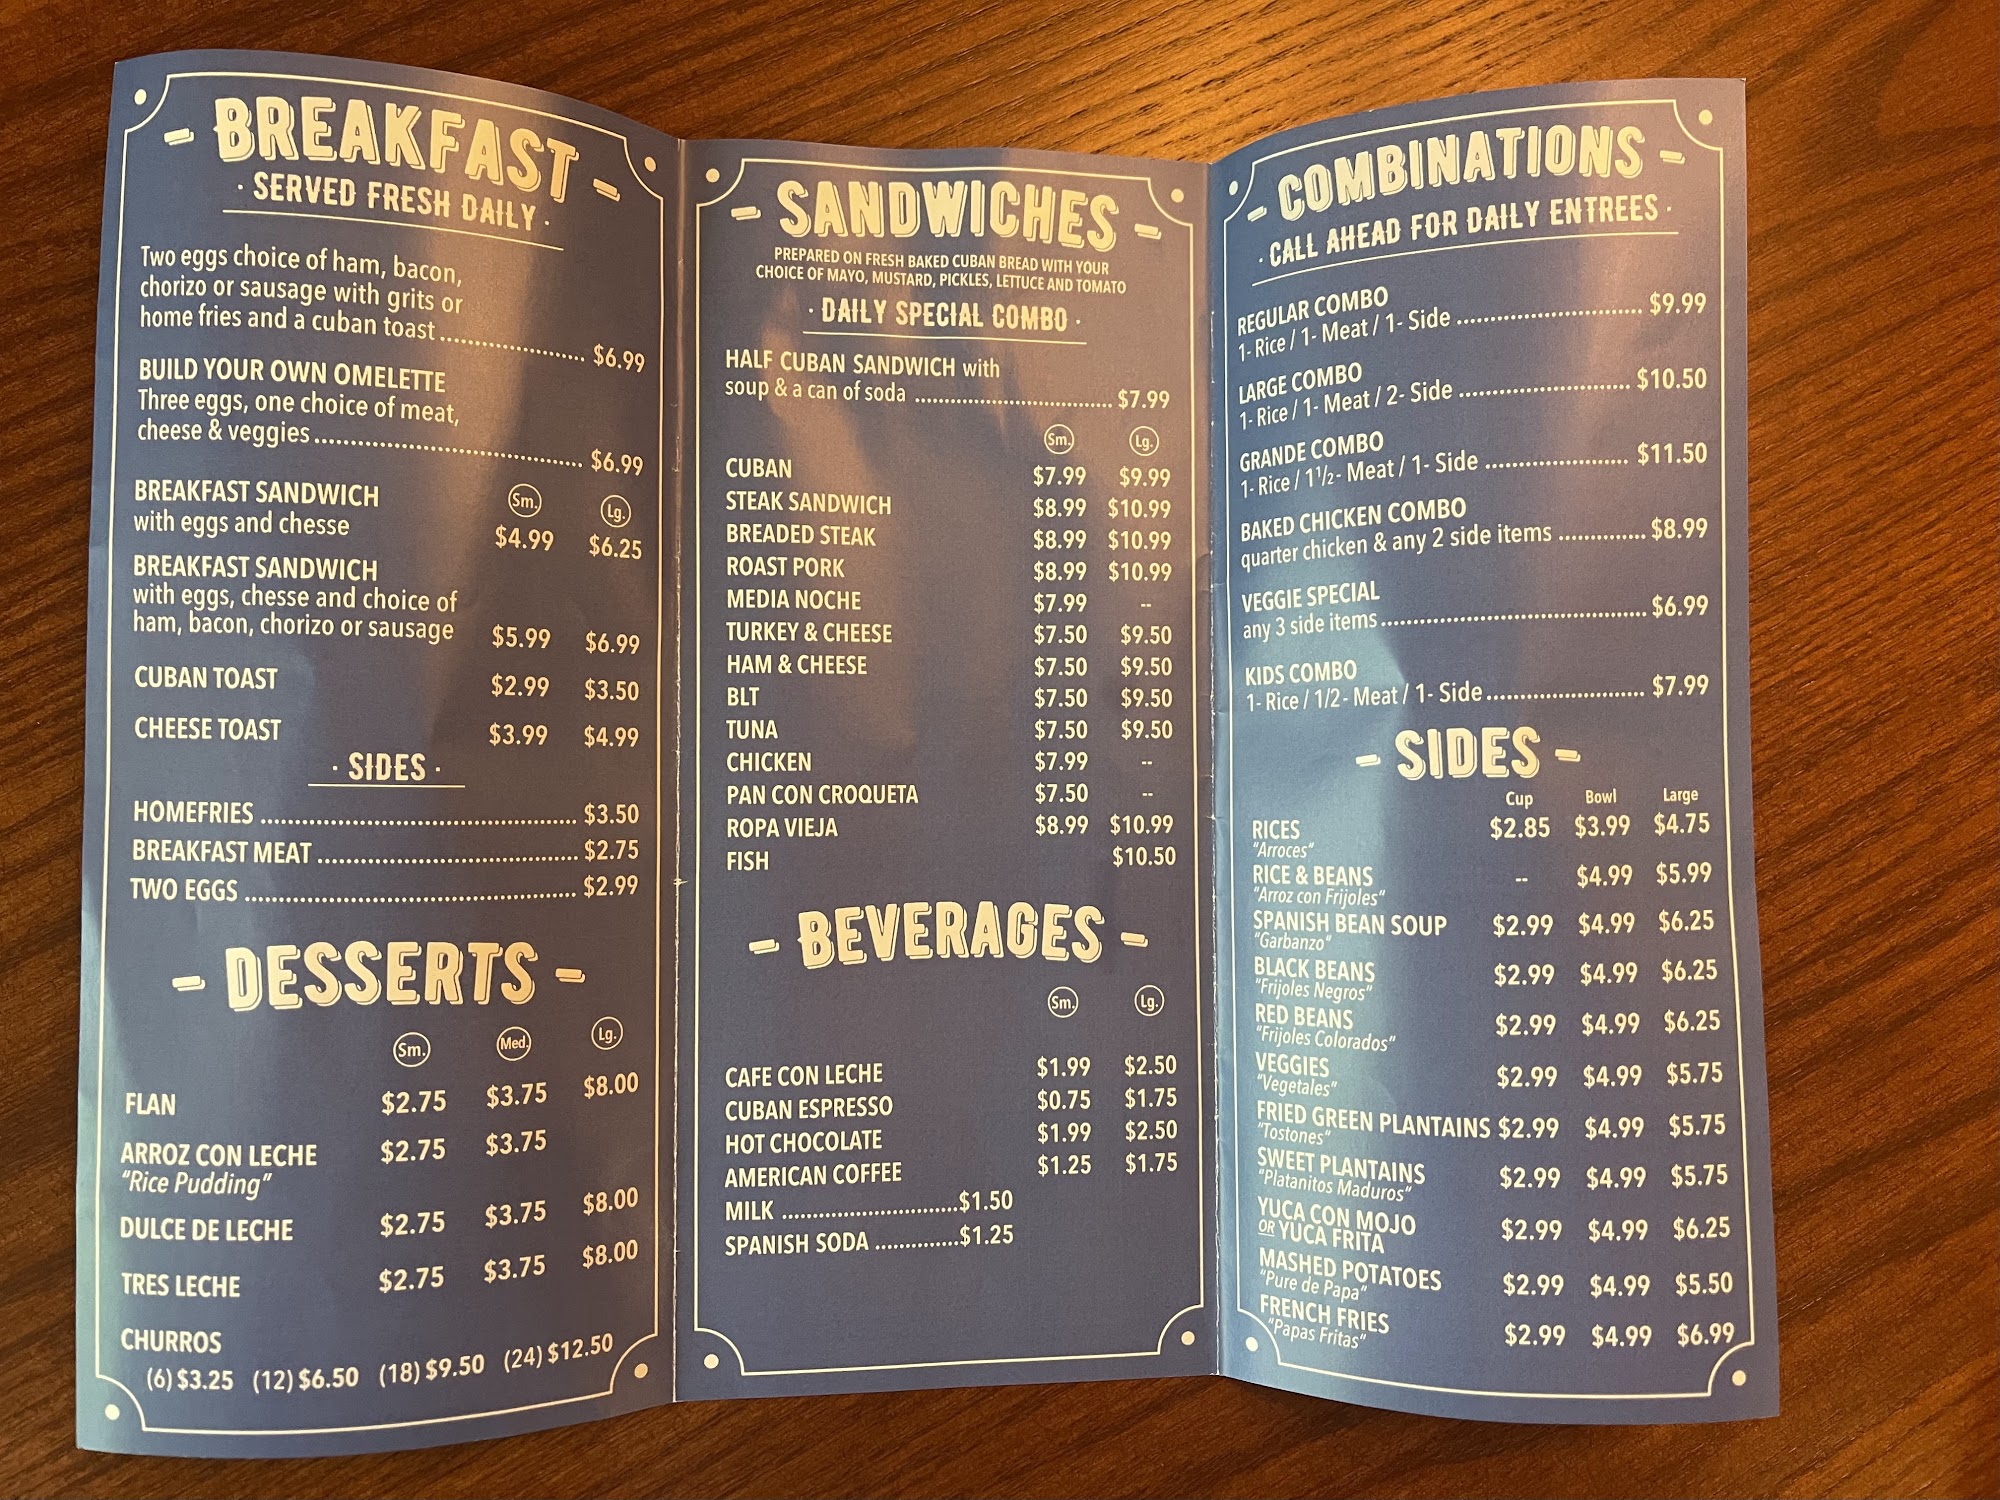 - BREAKFAST -
· SERVED FRESH DAILY ·
Two eggs choice of ham, bacon,
chorizo or sausage with grits or
home fries and a cuban toast ..................... $6.99
BUILD YOUR OWN OMELETTE
Three eggs, one choice of meat,
cheese & veggies ..................... $6.99
BREAKFAST SANDWICH Sm. Lg.
with eggs and chesse $4.99 $6.25
BREAKFAST SANDWICH
with eggs, chesse and choice of
ham, bacon, chorizo or sausage $5.99 $6.99
CUBAN TOAST $2.99 $3.50
CHEESE TOAST $3.99 $4.99
· SIDES ·
HOMEFRIES ..................... $3.50
BREAKFAST MEAT ..................... $2.75
TWO EGGS ..................... $2.99
- DESSERTS -
Sm. Med. Lg.
FLAN $2.75 $3.75 $8.00
ARROZ CON LECHE $2.75 $3.75
"Rice Pudding"
DULCE DE LECHE $2.75 $3.75 $8.00
TRES LECHE $2.75 $3.75 $8.00
CHURROS
(6) $3.25 (12) $6.50 (18) $9.50 (24) $12.50
- SANDWICHES -
PREPARED ON FRESH BAKED CUBAN BREAD WITH YOUR
CHOICE OF MAYO, MUSTARD, PICKLES, LETTUCE AND TOMATO
· DAILY SPECIAL COMBO ·
HALF CUBAN SANDWICH with
soup & a can of soda ..................... $7.99
Sm. Lg.
CUBAN $7.99 $9.99
STEAK SANDWICH $8.99 $10.99
BREADED STEAK $8.99 $10.99
ROAST PORK $8.99 $10.99
MEDIA NOCHE $7.99 --
TURKEY & CHEESE $7.50 $9.50
HAM & CHEESE $7.50 $9.50
BLT $7.50 $9.50
TUNA $7.50 $9.50
CHICKEN $7.99 --
PAN CON CROQUETA $7.50 --
ROPA VIEJA $8.99 $10.99
FISH $10.50
- BEVERAGES -
Sm. Lg.
CAFE CON LECHE $1.99 $2.50
CUBAN ESPRESSO $0.75 $1.75
HOT CHOCOLATE $1.99 $2.50
AMERICAN COFFEE $1.25 $1.75
MILK ..................... $1.50
SPANISH SODA ..................... $1.25
- COMBINATIONS -
· CALL AHEAD FOR DAILY ENTREES ·
REGULAR COMBO
1- Rice / 1- Meat / 1- Side ..................... $9.99
LARGE COMBO
1- Rice / 1- Meat / 2- Side ..................... $10.50
GRANDE COMBO
1- Rice / 1 1/2- Meat / 1- Side ..................... $11.50
BAKED CHICKEN COMBO
quarter chicken & any 2 side items ..................... $8.99
VEGGIE SPECIAL
any 3 side items ..................... $6.99
KIDS COMBO
1- Rice / 1/2- Meat / 1- Side ..................... $7.99
- SIDES -
Cup Bowl Large
RICES $2.85 $3.99 $4.75
"Arroces"
RICE & BEANS -- $4.99 $5.99
"Arroz con Frijoles"
SPANISH BEAN SOUP $2.99 $4.99 $6.25
"Garbanzo"
BLACK BEANS $2.99 $4.99 $6.25
"Frijoles Negros"
RED BEANS $2.99 $4.99 $6.25
"Frijoles Colorados"
VEGGIES $2.99 $4.99 $5.75
"Vegetales"
FRIED GREEN PLANTAINS $2.99 $4.99 $5.75
"Tostones"
SWEET PLANTAINS $2.99 $4.99 $5.75
"Platanitos Maduros"
YUCA CON MOJO
OR YUCA FRITA $2.99 $4.99 $6.25
MASHED POTATOES $2.99 $4.99 $5.50
"Pure de Papa"
FRENCH FRIES $2.99 $4.99 $6.99
"Papas Fritas"